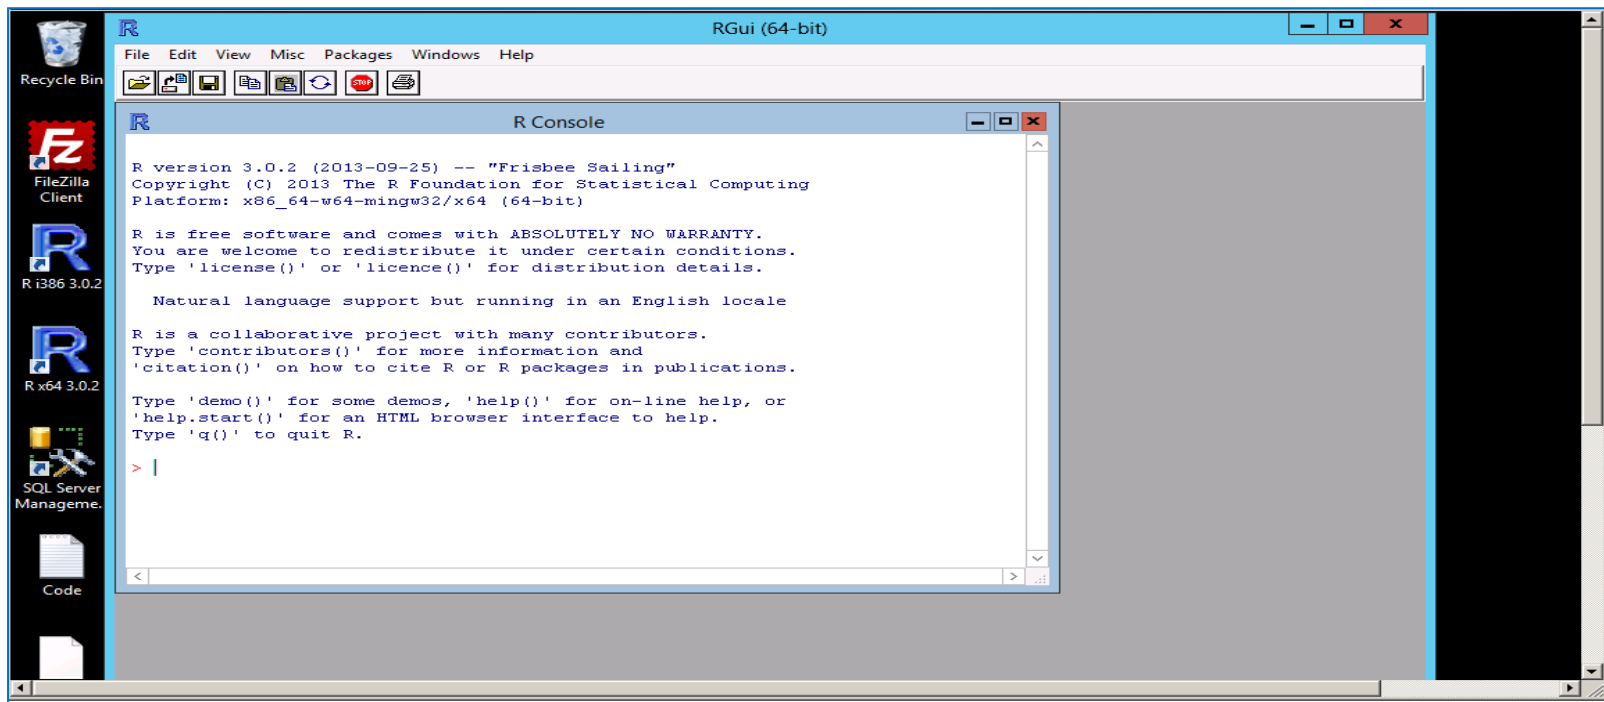 Recycle Bin
FileZilla
Client
R i386 3.0.2
R x64 3.0.2
SQL Server
Manageme.
Code
RGui (64-bit)
File Edit View Misc Packages Windows Help
STOP
R Console
R version 3.0.2 (2013-09-25) -- "Frisbee Sailing"
Copyright (C) 2013 The R Foundation for Statistical Computing
Platform: x86_64-w64-mingw32/x64 (64-bit)
R is free software and comes with ABSOLUTELY NO WARRANTY.
You are welcome to redistribute it under certain conditions.
Type 'license()' or 'licence()' for distribution details.
Natural language support but running in an English locale
R is a collaborative project with many contributors.
Type 'contributors()' for more information and
'citation()' on how to cite R or R packages in publications.
Type 'demo()' for some demos, 'help()' for on-line help, or
'help.start()' for an HTML browser interface to help.
Type 'q()' to quit R.
>